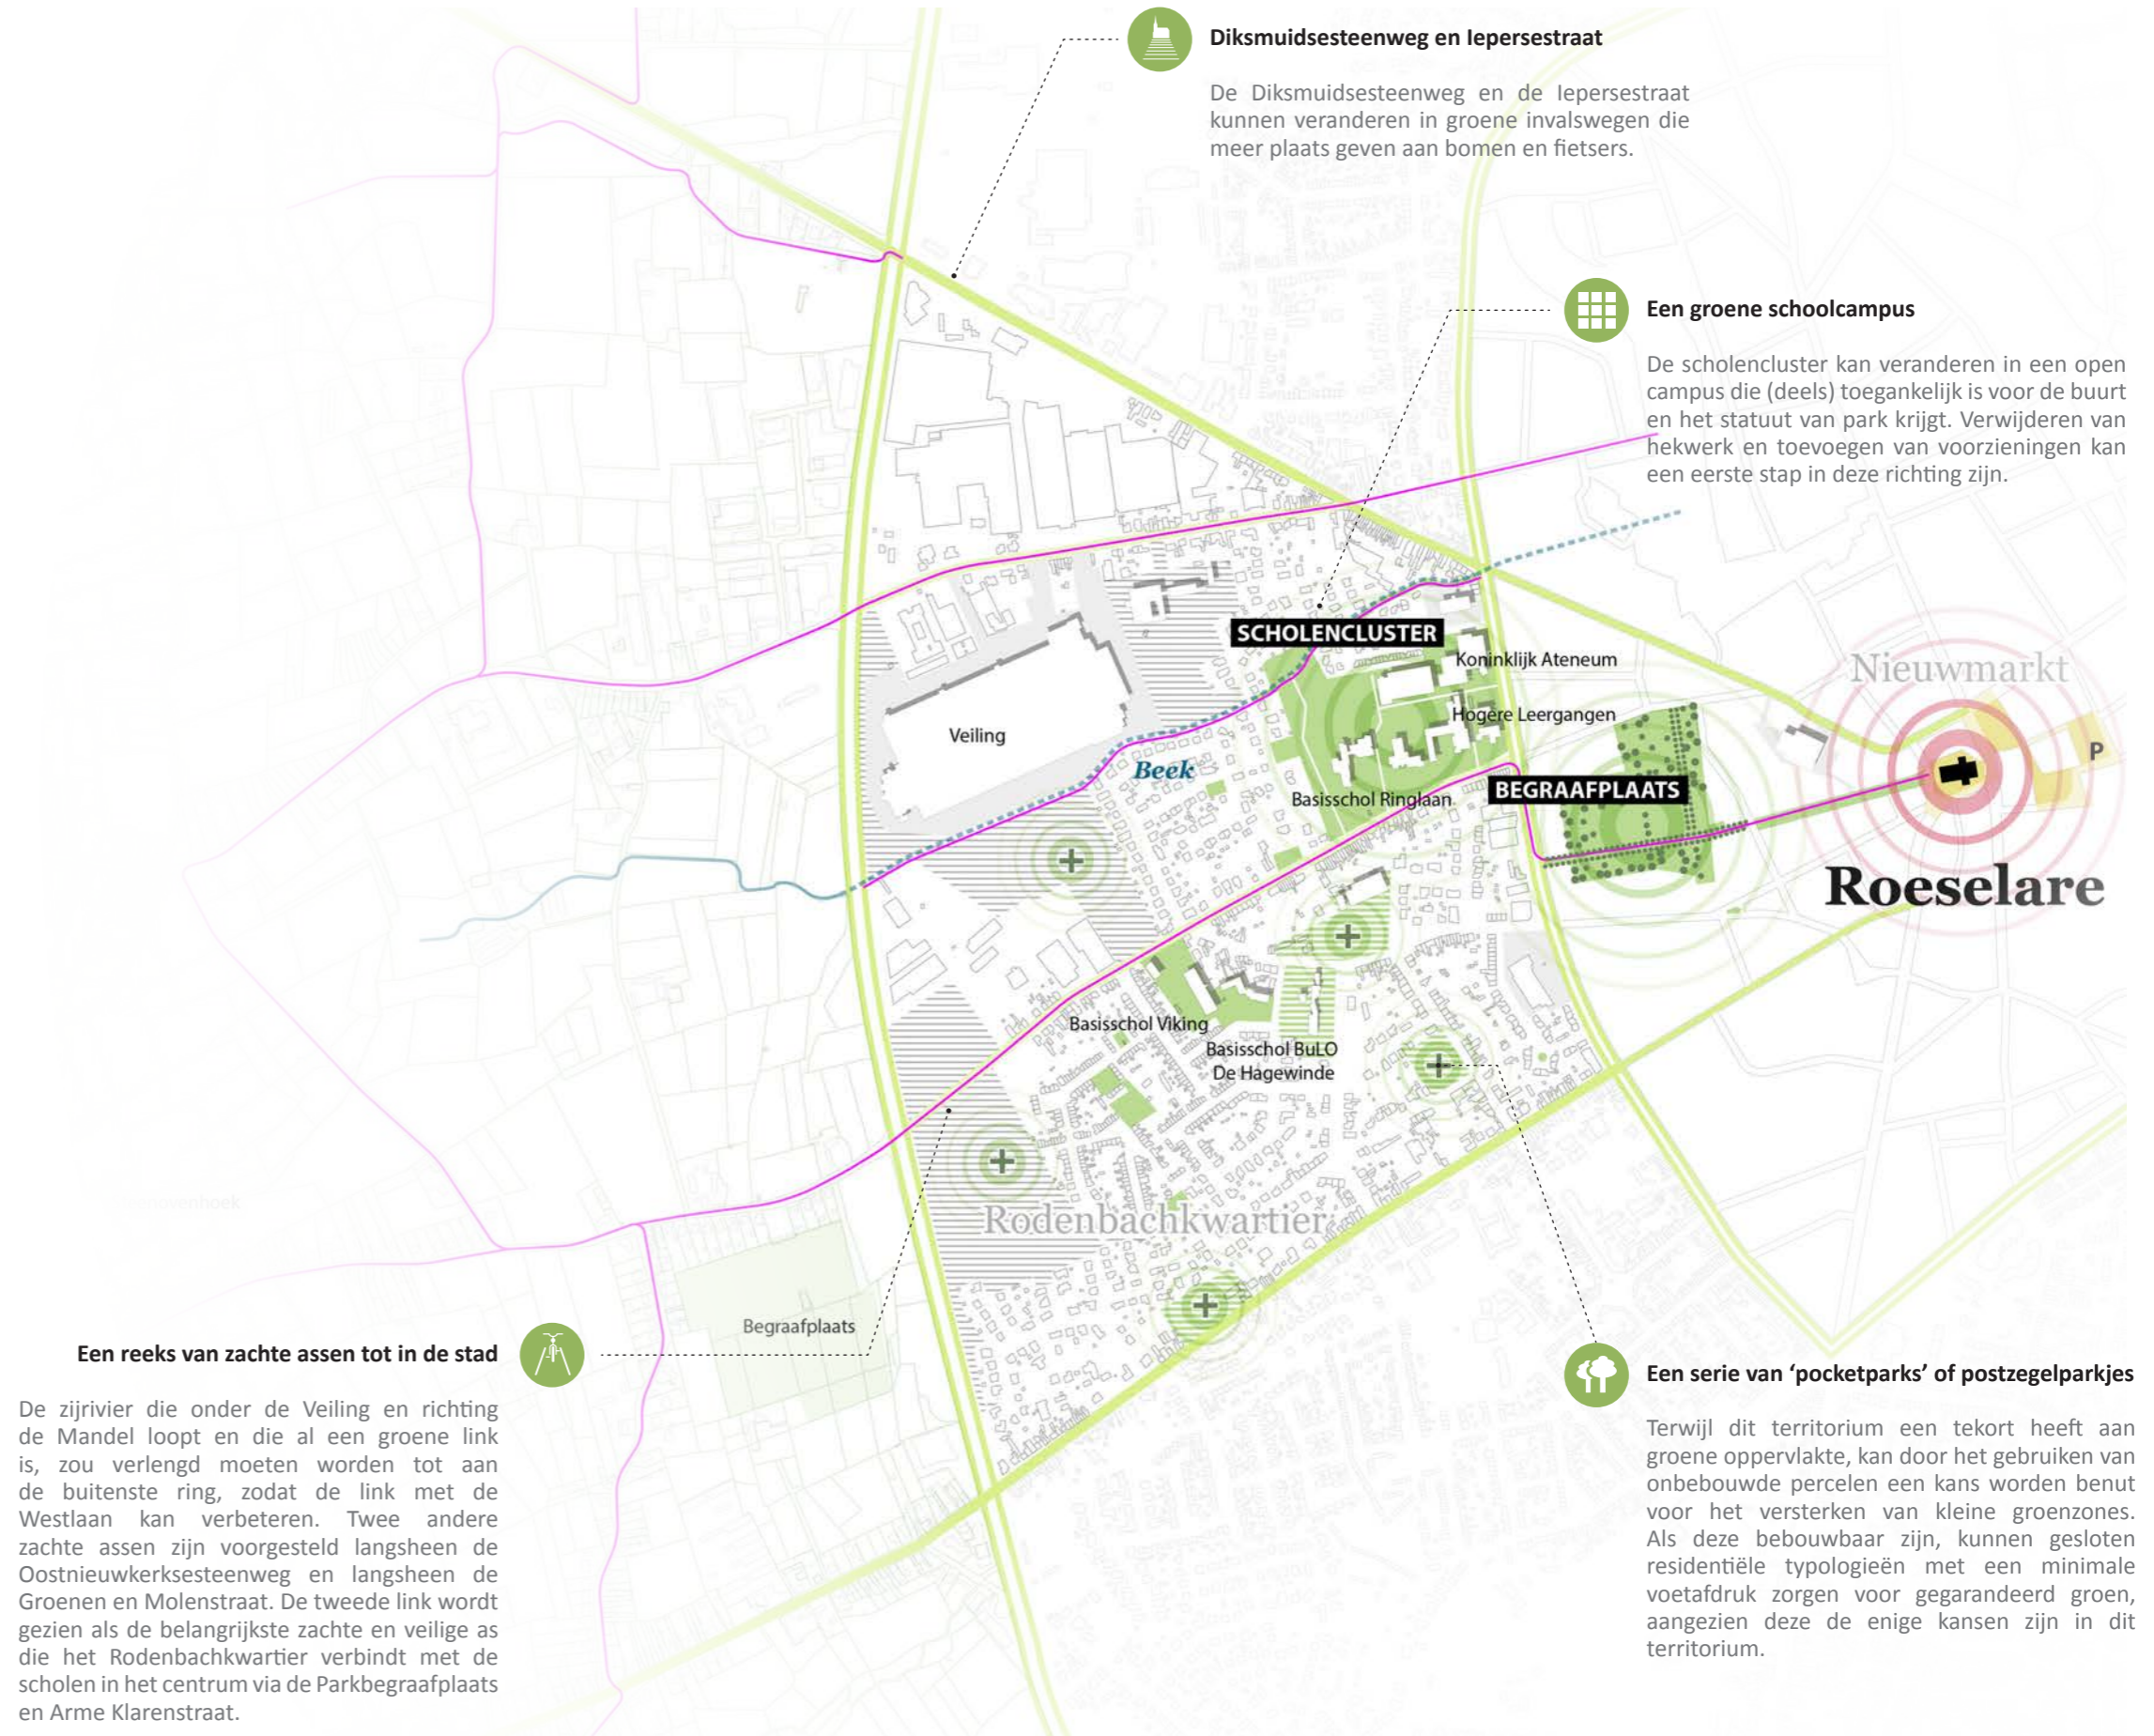 Diksmuidsesteenweg en Iepersestraat
De Diksmuidsesteenweg en de Iepersestraat
kunnen veranderen in groene invalswegen die
meer plaats geven aan bomen en fietsers.
Een groene schoolcampus
De scholencluster kan veranderen in een open
campus die (deels) toegankelijk is voor de buurt
en het statuut van park krijgt. Verwijderen van
hekwerk en toevoegen van voorzieningen kan
een eerste stap in deze richting zijn.
SCHOLENCLUSTER
Koninklijk Ateneum
Nieuwmarkt
Hogere Leergangen
Veiling
P
Beek
BEGRAAFPLAATS
Basisschol Ringlaan
Roeselare
Basisschol Viking
Basisschol BuLO
De Hagewinde
Rodenbachkwartier
Begraafplaats
Een reeks van zachte assen tot in de stad
De zijrivier die onder de Veiling en richting
de Mandel loopt en die al een groene link
is, zou verlengd moeten worden tot aan
de buitenste ring, zodat de link met de
Westlaan kan verbeteren. Twee andere
zachte assen zijn voorgesteld langsheen de
Oostnieuwkerksesteenweg en langsheen de
Groenen en Molenstraat. De tweede link wordt
gezien als de belangrijkste zachte en veilige as
die het Rodenbachkwartier verbindt met de
scholen in het centrum via de Parkbegraafplaats
en Arme Klarenstraat.
Een serie van ‘pocketparks’ of postzegelparkjes
Terwijl dit territorium een tekort heeft aan
groene oppervlakte, kan door het gebruiken van
onbebouwde percelen een kans worden benut
voor het versterken van kleine groenzones.
Als deze bebouwbaar zijn, kunnen gesloten
residentiële typologieën met een minimale
voetafdruk zorgen voor gegarandeerd groen,
aangezien deze de enige kansen zijn in dit
territorium.